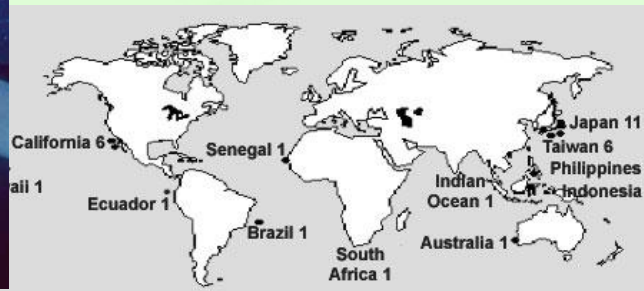 California 6
Senegal 1
Japan 11
Taiwan 6
Philippines
Indonesia
aii 1
Ecuador 1
Indian
Ocean 1
Brazil 1
South
Africa 1
Australia 1